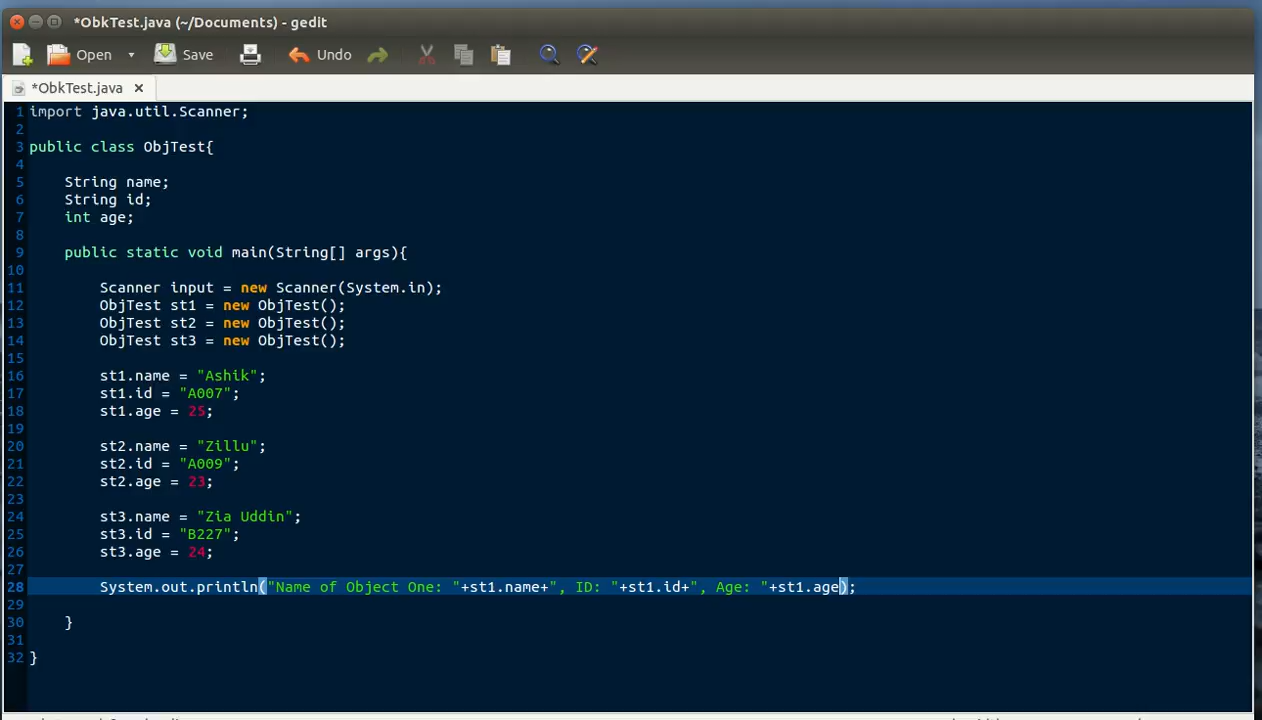 *ObkTest.java (~/Documents) - gedit
Open Save Undo
*ObkTest.java
1 import java.util.Scanner;
2
3 public class ObjTest{
4
5 String name;
6 String id;
7 int age;
8
9 public static void main(String[] args){
10
11 Scanner input = new Scanner(System.in);
12 ObjTest st1 = new ObjTest();
13 ObjTest st2 = new ObjTest();
14 ObjTest st3 = new ObjTest();
15
16 st1.name = "Ashik";
17 st1.id = "A007";
18 st1.age = 25;
19
20 st2.name = "Zillu";
21 st2.id = "A009";
22 st2.age = 23;
23
24 st3.name = "Zia Uddin";
25 st3.id = "B227";
26 st3.age = 24;
27
28 System.out.println("Name of Object One: "+st1.name+", ID: "+st1.id+", Age: "+st1.age);
29
30 }
31
32 }